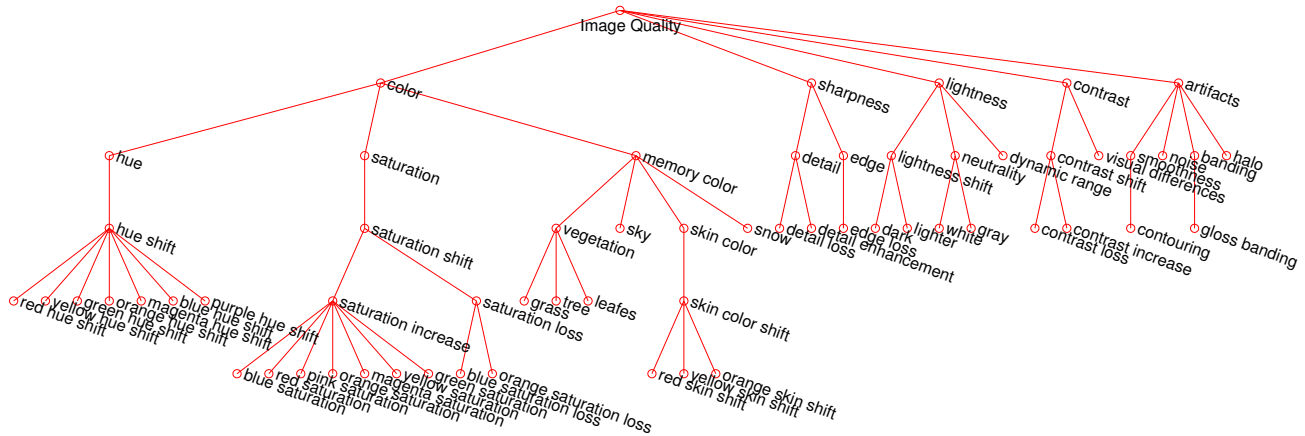 Image Quality
color
sharpness
lightness
contrast
artifacts
hue
saturation
memory color
detail
edge
lightness shift
neutrality
dynamic range
contrast shift
visual differences
smoothness
noise
banding
halo
hue shift
saturation shift
vegetation
sky
skin color
snow
detail loss
detail enhancement
edge loss
dark
lighter
white
gray
contrast loss
contrast increase
contouring
gloss banding
red hue shift
yellow hue shift
green hue shift
orange hue shift
magenta hue shift
blue hue shift
purple hue shift
saturation increase
saturation loss
grass
tree
leafes
skin color shift
blue saturation
red saturation
pink saturation
orange saturation
magenta saturation
yellow saturation
green saturation
blue saturation loss
orange saturation loss
red skin shift
yellow skin shift
orange skin shift